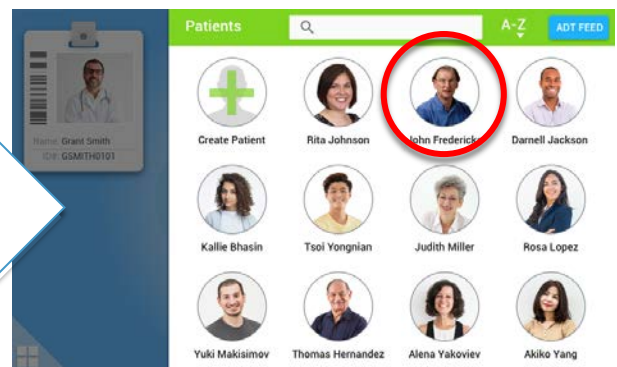 Patients
A-Z
ADT FEED
Name: Grant Smith
ID#: GSMITH0101
Create Patient
Rita Johnson
John Fredericks
Darnell Jackson
Kallie Bhasin
Tsoi Yongnian
Judith Miller
Rosa Lopez
Yuki Makisimov
Thomas Hernandez
Alena Yakoviev
Akiko Yang